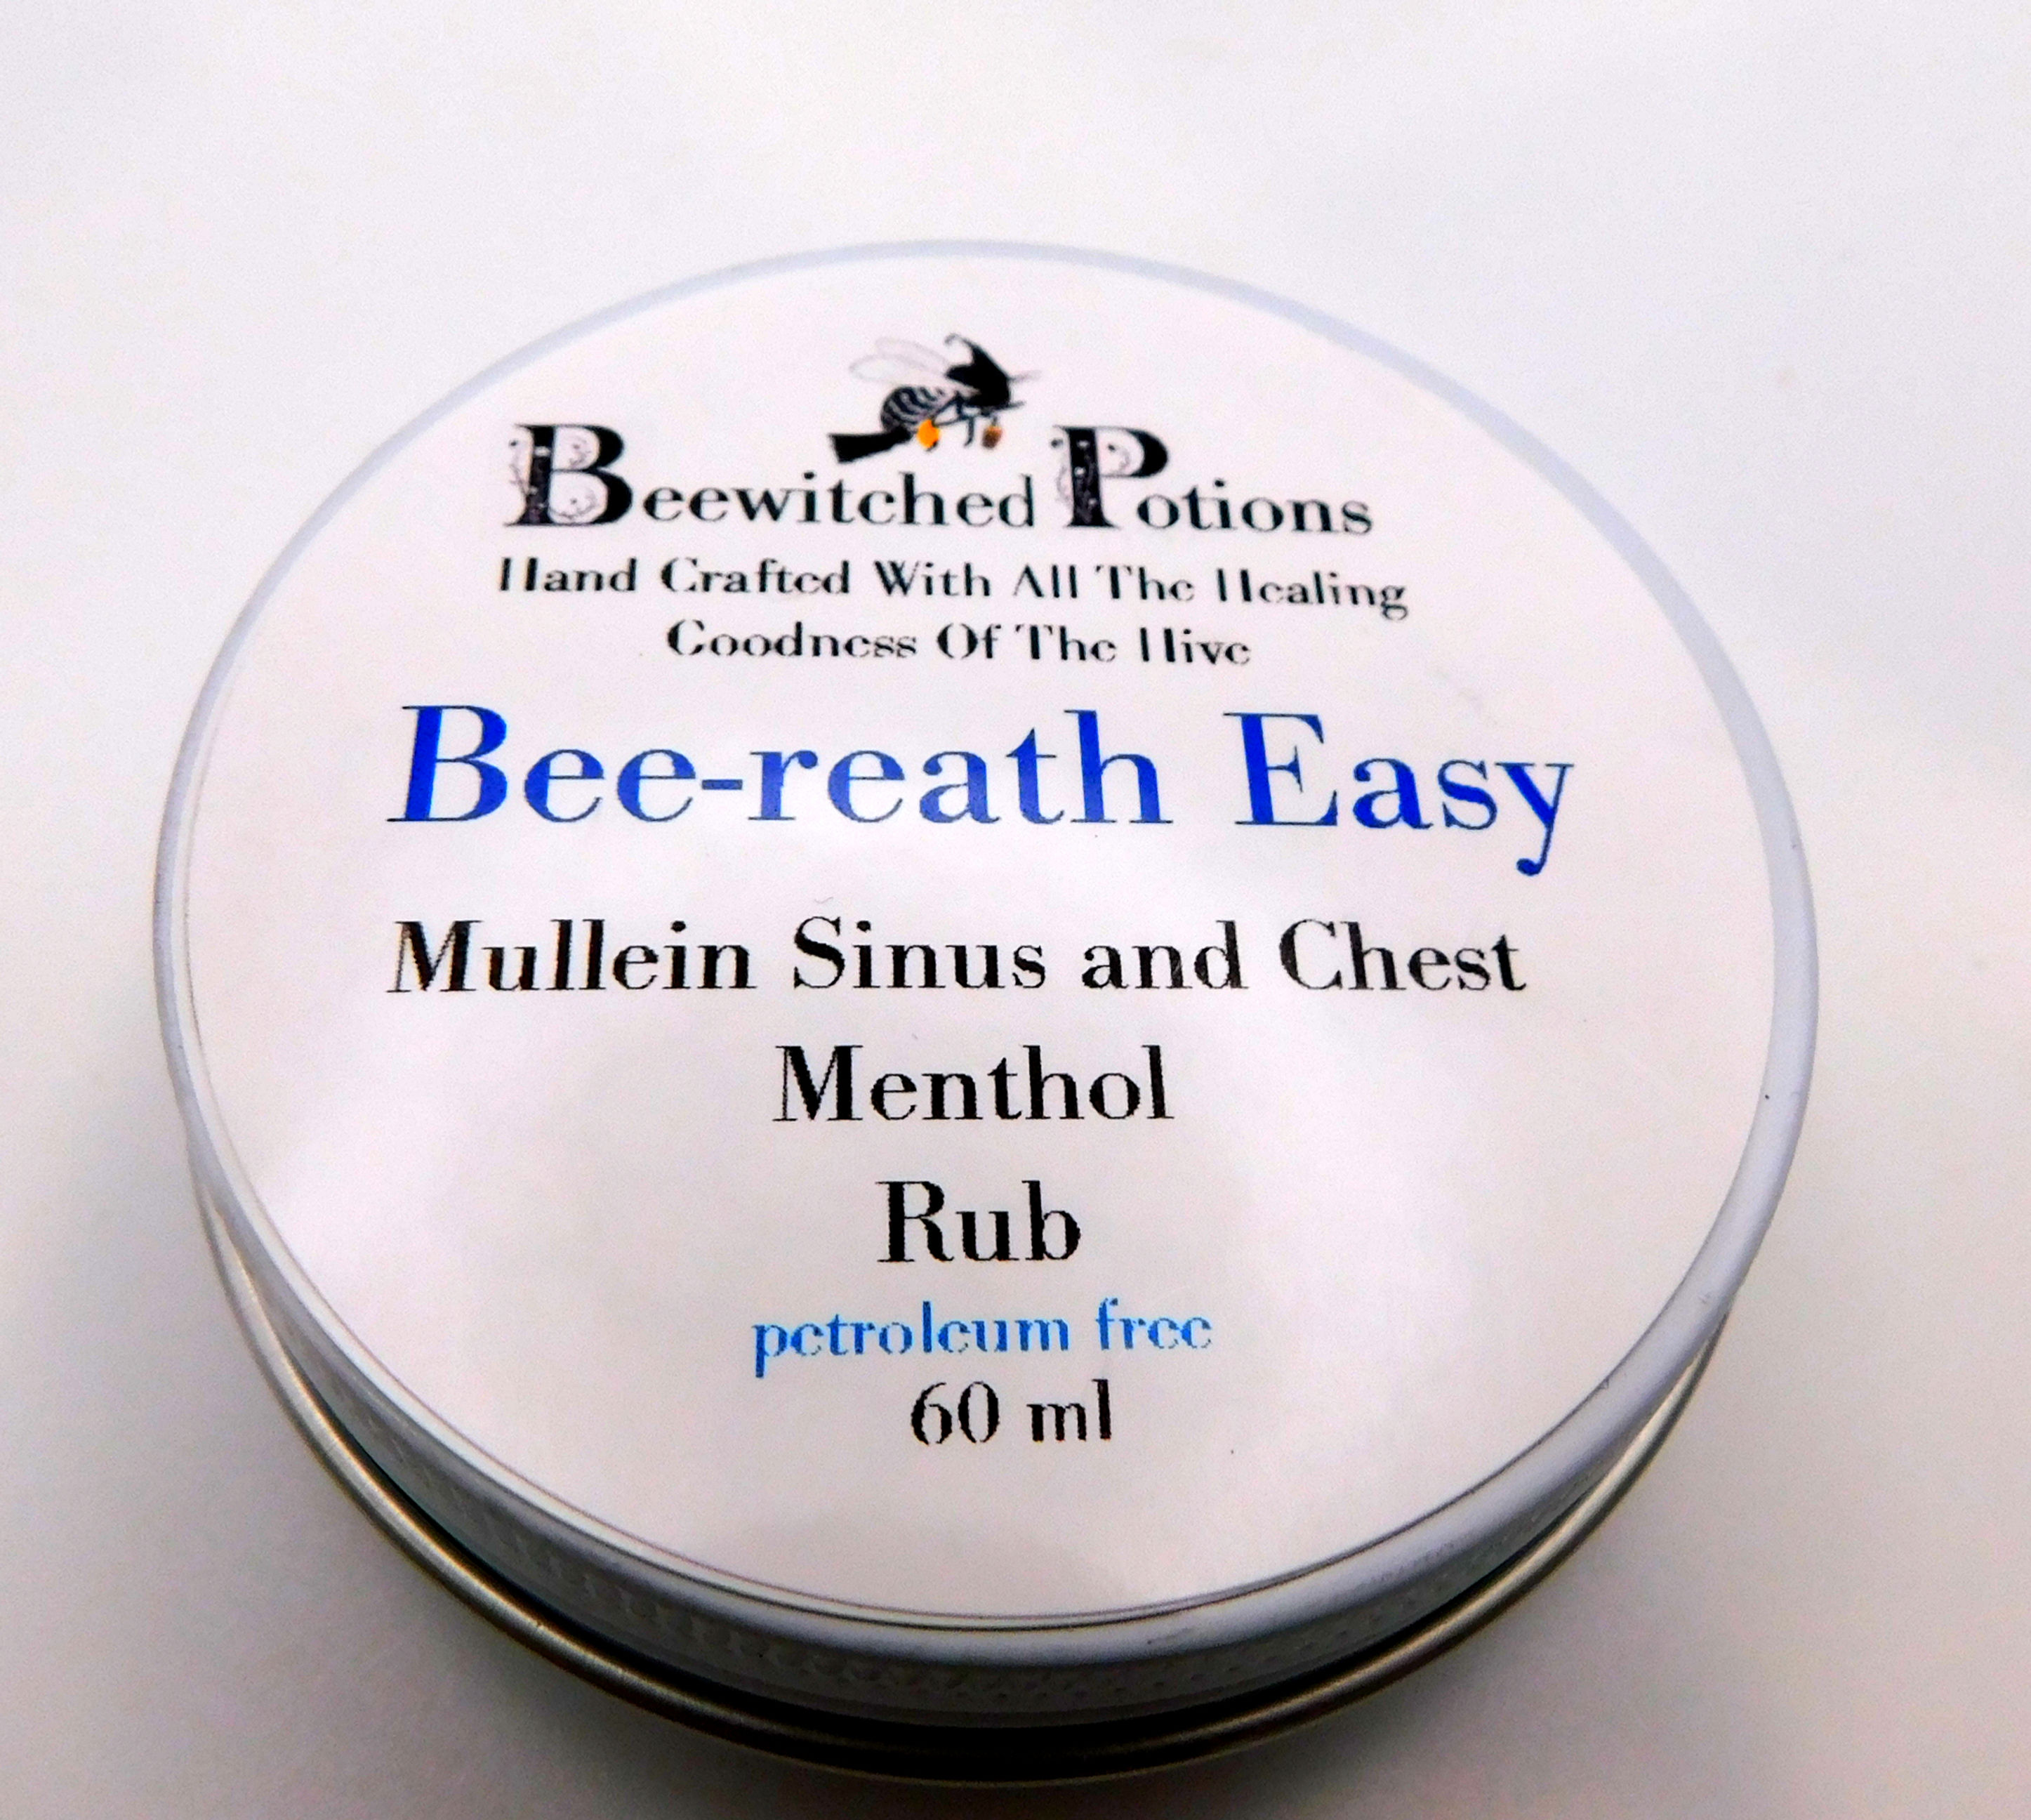 Beewitched Potions
Hand Crafted With All The Healing
Goodness Of The Hive
Bee-reath Easy
Mullein Sinus and Chest
Menthol
Rub
petroleum free
60 ml